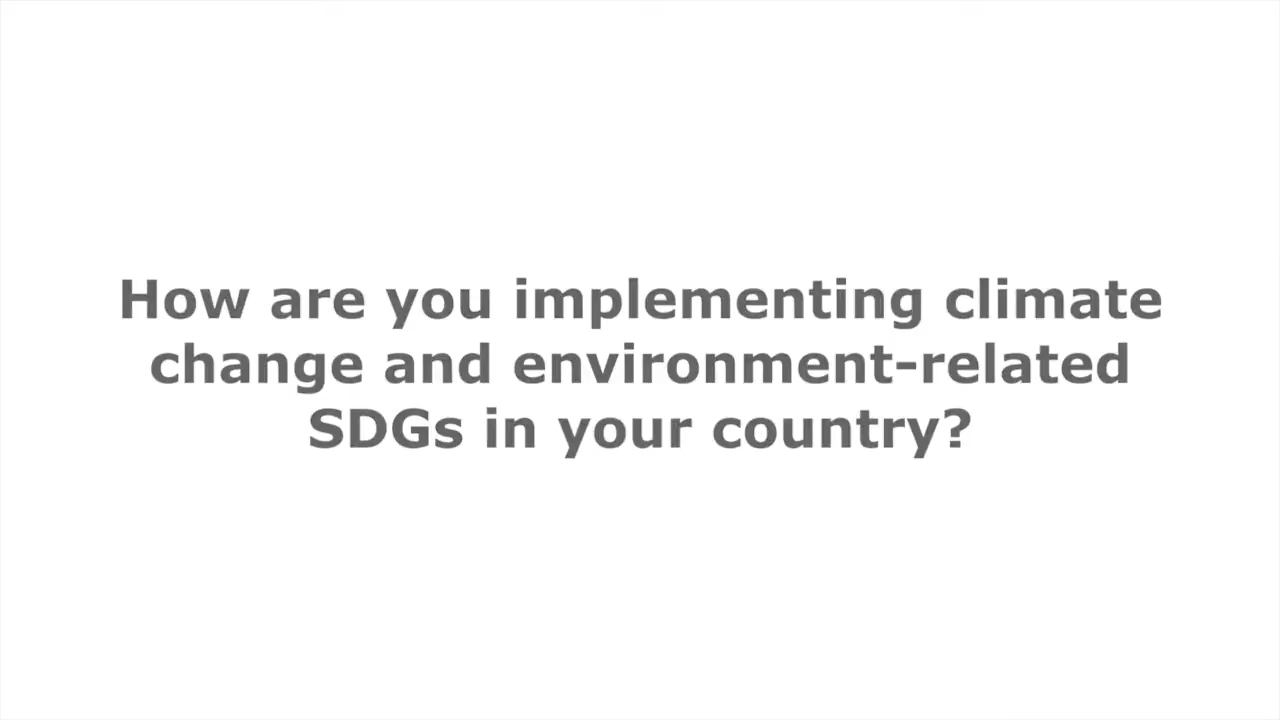 How are you implementing climate
change and environment-related
SDGs in your country?